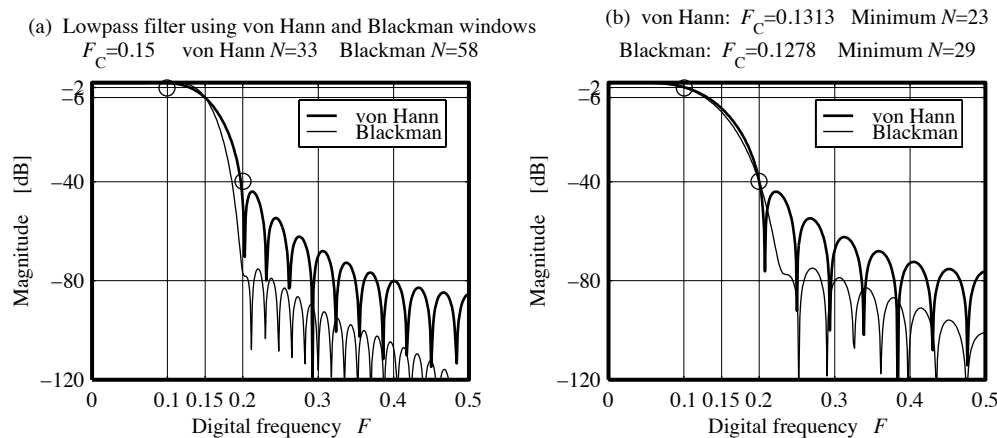 (a) Lowpass filter using von Hann and Blackman windows
F_C=0.15 von Hann N=33 Blackman N=58
−2
−6
−40
−80
−120
Magnitude [dB]
von Hann
Blackman
0 0.1 0.15 0.2 0.3 0.4 0.5
Digital frequency F
(b) von Hann: F_C=0.1313 Minimum N=23
Blackman: F_C=0.1278 Minimum N=29
−2
−6
−40
−80
−120
Magnitude [dB]
von Hann
Blackman
0 0.1 0.15 0.2 0.3 0.4 0.5
Digital frequency F